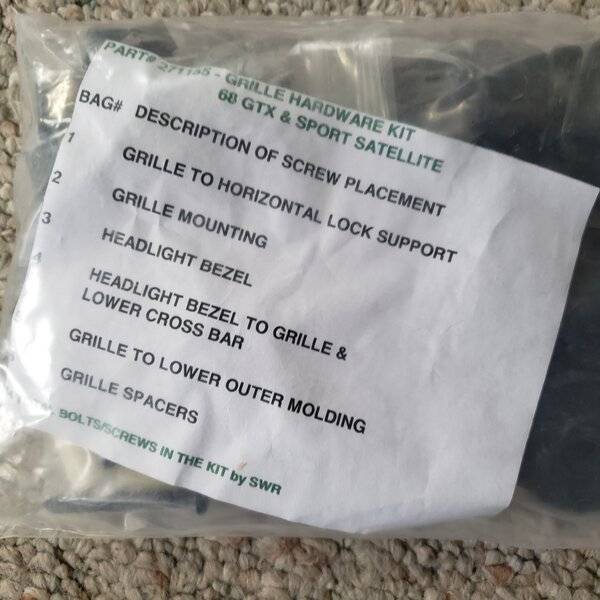 PART# 271155 - GRILLE HARDWARE KIT
68 GTX & SPORT SATELLITE
BAG# DESCRIPTION OF SCREW PLACEMENT
1 GRILLE TO HORIZONTAL LOCK SUPPORT
2 GRILLE MOUNTING
3 HEADLIGHT BEZEL
4 HEADLIGHT BEZEL TO GRILLE &
LOWER CROSS BAR
GRILLE TO LOWER OUTER MOLDING
GRILLE SPACERS
BOLTS/SCREWS IN THE KIT by SWR